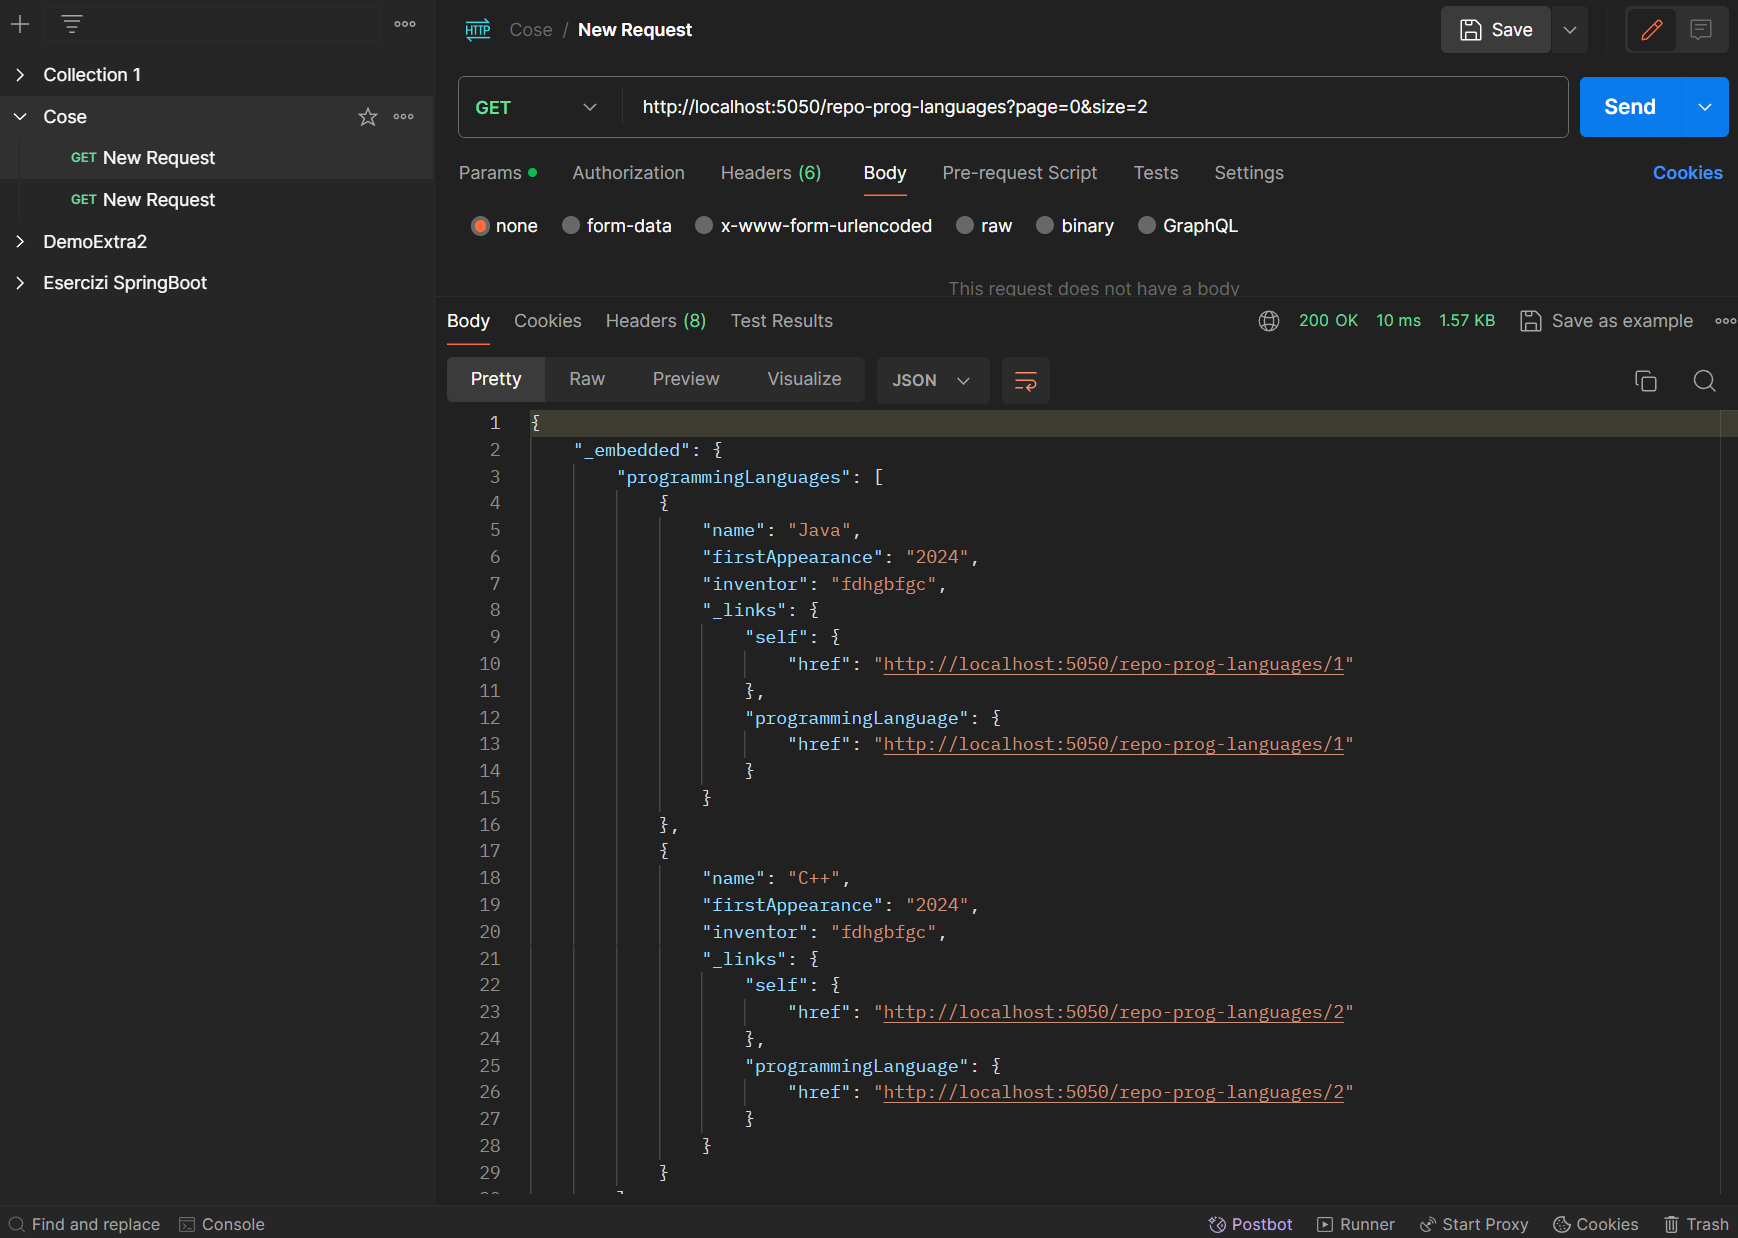 HTTP Cose / New Request
Save
Collection 1
Cose
GET New Request
GET New Request
DemoExtra2
Esercizi SpringBoot
GET http://localhost:5050/repo-prog-languages?page=0&size=2 Send
Params Authorization Headers (6) Body Pre-request Script Tests Settings Cookies
none form-data x-www-form-urlencoded raw binary GraphQL
This request does not have a body
Body Cookies Headers (8) Test Results 200 OK 10 ms 1.57 KB Save as example
Pretty Raw Preview Visualize JSON
1 {
2 "_embedded": {
3 "programmingLanguages": [
4 {
5 "name": "Java",
6 "firstAppearance": "2024",
7 "inventor": "fdhgbfgc",
8 "_links": {
9 "self": {
10 "href": "http://localhost:5050/repo-prog-languages/1"
11 },
12 "programmingLanguage": {
13 "href": "http://localhost:5050/repo-prog-languages/1"
14 }
15 }
16 },
17 {
18 "name": "C++",
19 "firstAppearance": "2024",
20 "inventor": "fdhgbfgc",
21 "_links": {
22 "self": {
23 "href": "http://localhost:5050/repo-prog-languages/2"
24 },
25 "programmingLanguage": {
26 "href": "http://localhost:5050/repo-prog-languages/2"
27 }
28 }
29 }
Find and replace Console Postbot Runner Start Proxy Cookies Trash